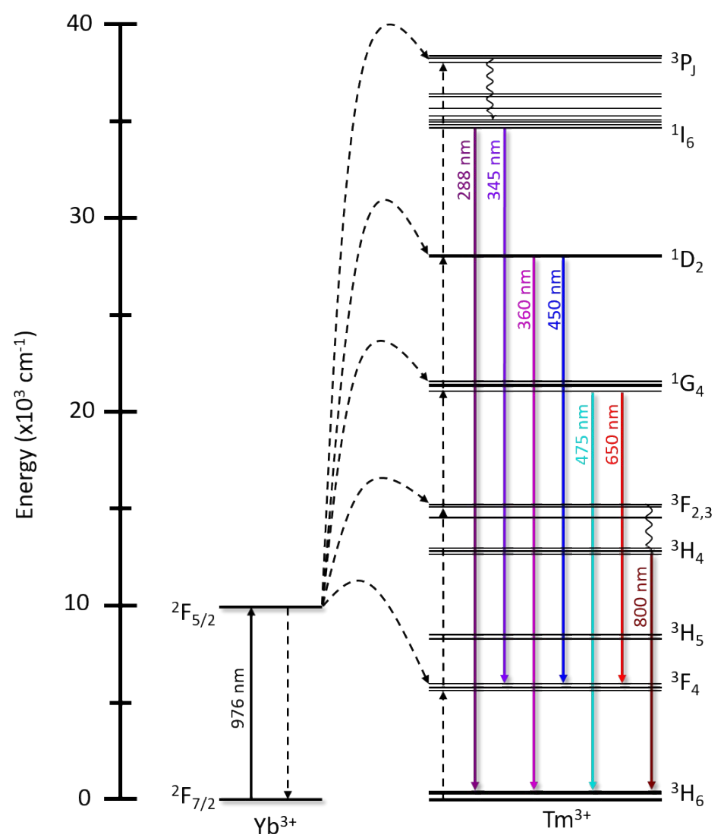 40
30
20
10
0
Energy (x10³ cm⁻¹)
³Pⱼ
¹I₆
288 nm
345 nm
¹D₂
360 nm
450 nm
¹G₄
475 nm
650 nm
³F₂,₃
³H₄
800 nm
³H₅
³F₄
³H₆
²F₅/₂
976 nm
²F₇/₂
Yb³⁺
Tm³⁺